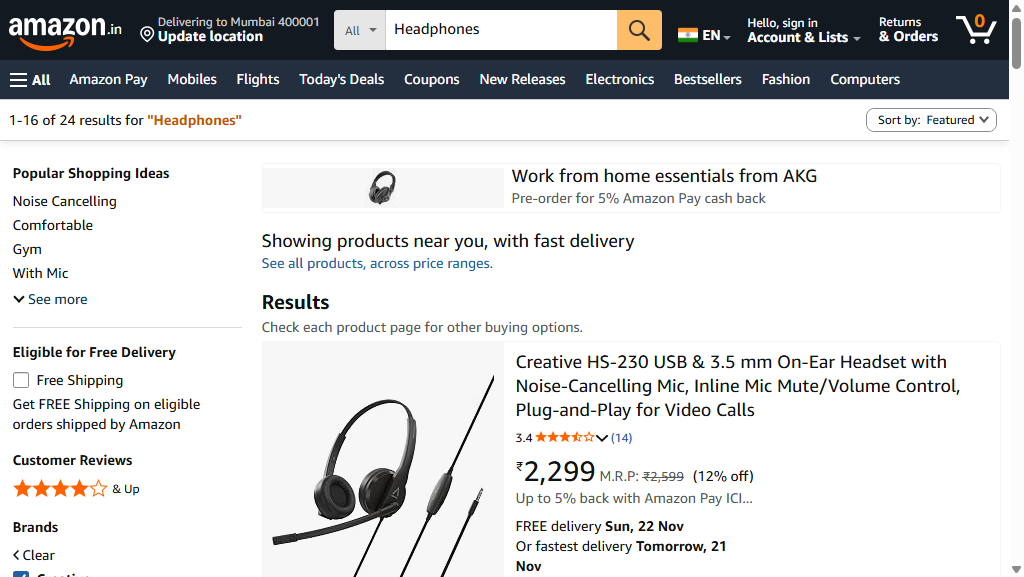 amazon.in
Delivering to Mumbai 400001
Update location
All
Headphones
EN
Hello, sign in
Account & Lists
Returns
& Orders
0
All
Amazon Pay
Mobiles
Flights
Today's Deals
Coupons
New Releases
Electronics
Bestsellers
Fashion
Computers
1-16 of 24 results for "Headphones"
Sort by: Featured
Popular Shopping Ideas
Noise Cancelling
Comfortable
Gym
With Mic
See more
Eligible for Free Delivery
Free Shipping
Get FREE Shipping on eligible
orders shipped by Amazon
Customer Reviews
& Up
Brands
Clear
Work from home essentials from AKG
Pre-order for 5% Amazon Pay cash back
Showing products near you, with fast delivery
See all products, across price ranges.
Results
Check each product page for other buying options.
Creative HS-230 USB & 3.5 mm On-Ear Headset with
Noise-Cancelling Mic, Inline Mic Mute/Volume Control,
Plug-and-Play for Video Calls
3.4 (14)
₹2,299 M.R.P: ₹2,599 (12% off)
Up to 5% back with Amazon Pay ICI…
FREE delivery Sun, 22 Nov
Or fastest delivery Tomorrow, 21
Nov